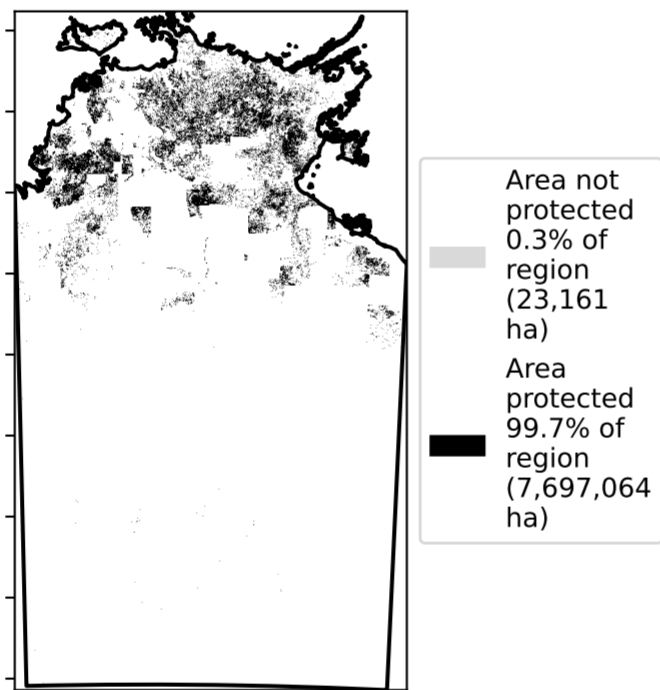 Area not
protected
0.3% of
region
(23,161
ha)
Area
protected
99.7% of
region
(7,697,064
ha)